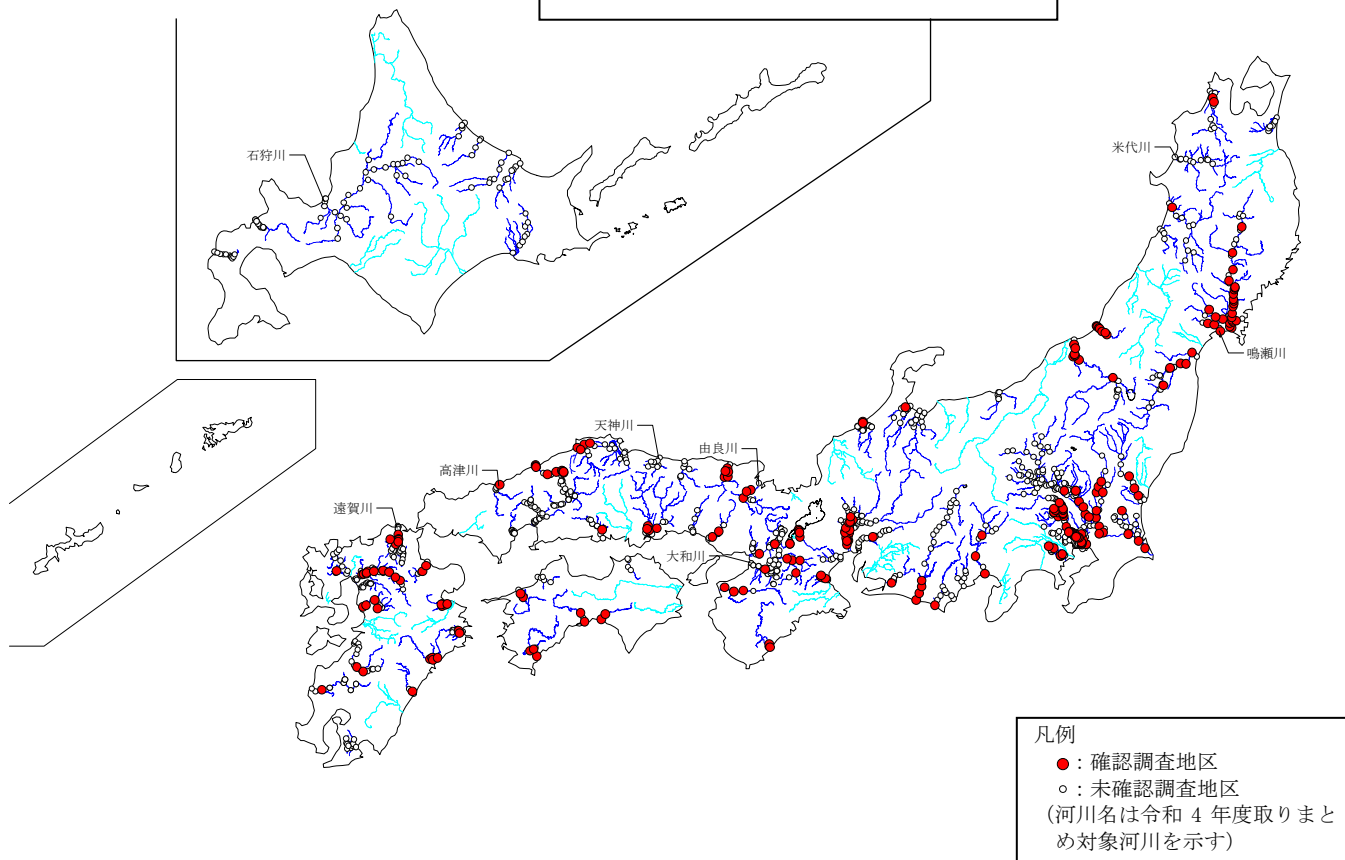 石狩川
米代川
鳴瀬川
天神川
由良川
高津川
遠賀川
大和川
凡例
：確認調査地区
：未確認調査地区
(河川名は令和 4 年度取りまと
め対象河川を示す)